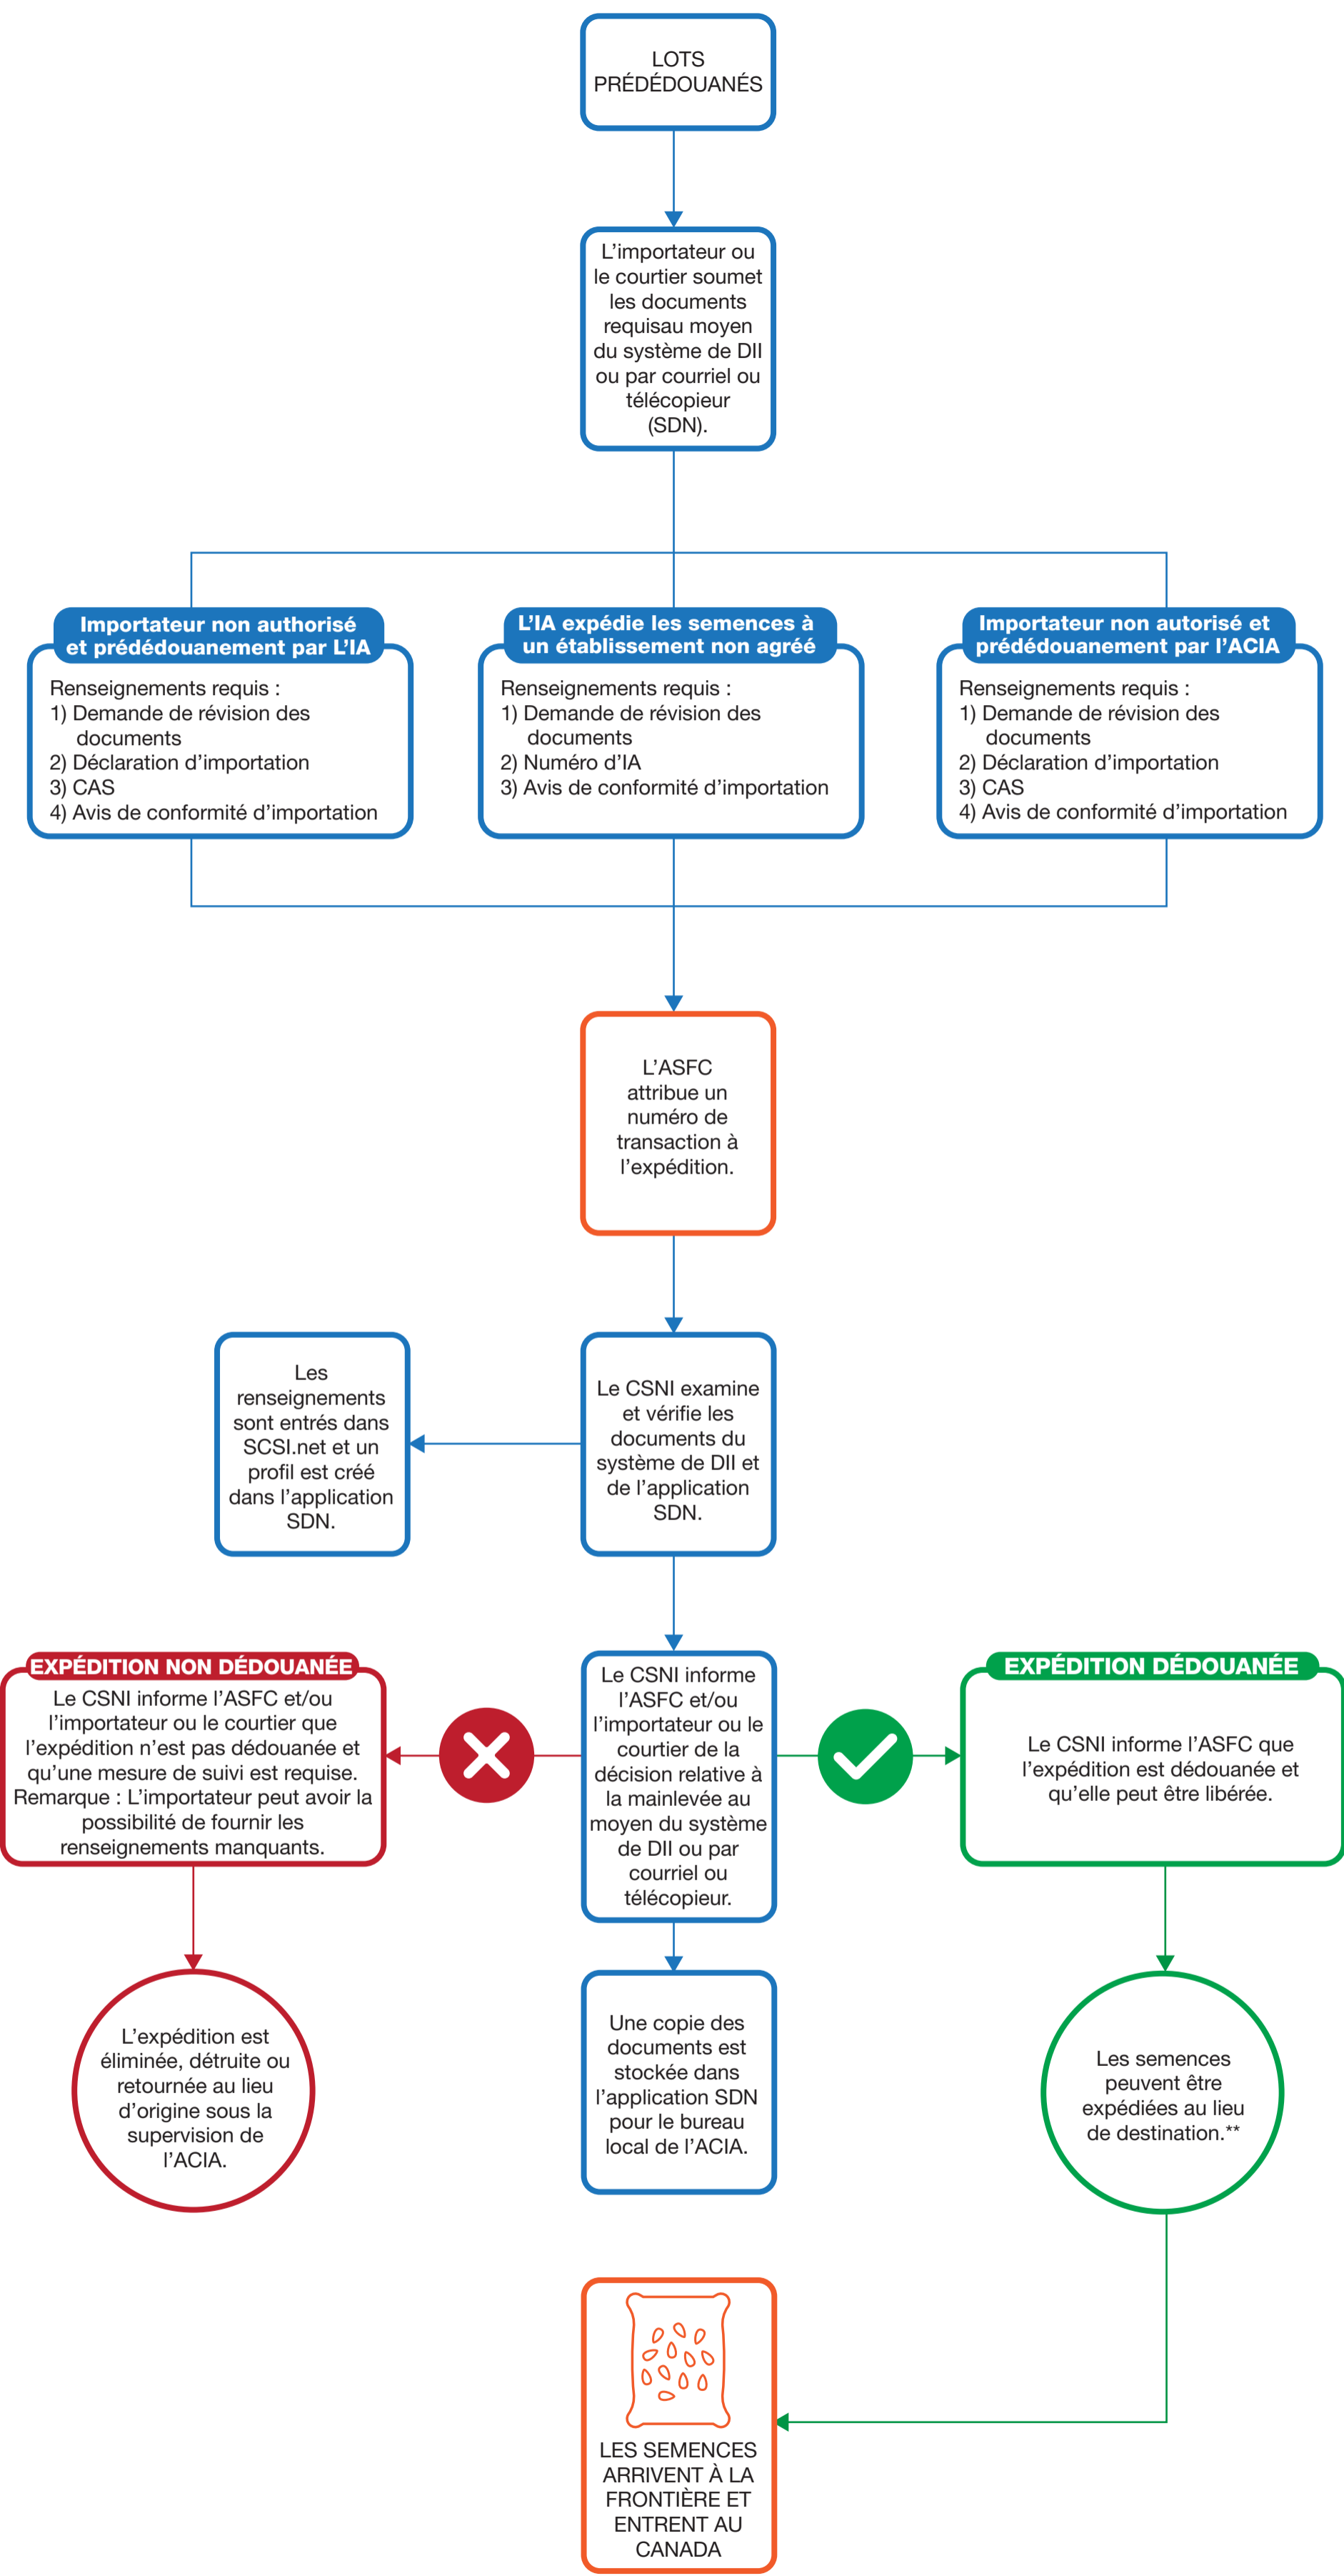 LOTS
PRÉDÉDOUANÉS
L'importateur ou
le courtier soumet
les documents
requisau moyen
du système de DII
ou par courriel ou
télécopieur
(SDN).
Importateur non authorisé
et prédédouanement par L'IA
Renseignements requis :
1) Demande de révision des
documents
2) Déclaration d'importation
3) CAS
4) Avis de conformité d'importation
L'IA expédie les semences à
un établissement non agréé
Renseignements requis :
1) Demande de révision des
documents
2) Numéro d'IA
3) Avis de conformité d'importation
Importateur non autorisé et
prédédouanement par l'ACIA
Renseignements requis :
1) Demande de révision des
documents
2) Déclaration d'importation
3) CAS
4) Avis de conformité d'importation
L'ASFC
attribue un
numéro de
transaction à
l'expédition.
Les
renseignements
sont entrés dans
SCSI.net et un
profil est créé
dans l'application
SDN.
Le CSNI examine
et vérifie les
documents du
système de DII et
de l'application
SDN.
EXPÉDITION NON DÉDOUANÉE
Le CSNI informe l'ASFC et/ou
l'importateur ou le courtier que
l'expédition n'est pas dédouanée et
qu'une mesure de suivi est requise.
Remarque : L'importateur peut avoir la
possibilité de fournir les
renseignements manquants.
Le CSNI informe
l'ASFC et/ou
l'importateur ou le
courtier de la
décision relative à
la mainlevée au
moyen du système
de DII ou par
courriel ou
télécopieur.
EXPÉDITION DÉDOUANÉE
Le CSNI informe l'ASFC que
l'expédition est dédouanée et
qu'elle peut être libérée.
L'expédition est
éliminée, détruite ou
retournée au lieu
d'origine sous la
supervision de
l'ACIA.
Une copie des
documents est
stockée dans
l'application SDN
pour le bureau
local de l'ACIA.
Les semences
peuvent être
expédiées au lieu
de destination.**
LES SEMENCES
ARRIVENT À LA
FRONTIÈRE ET
ENTRENT AU
CANADA